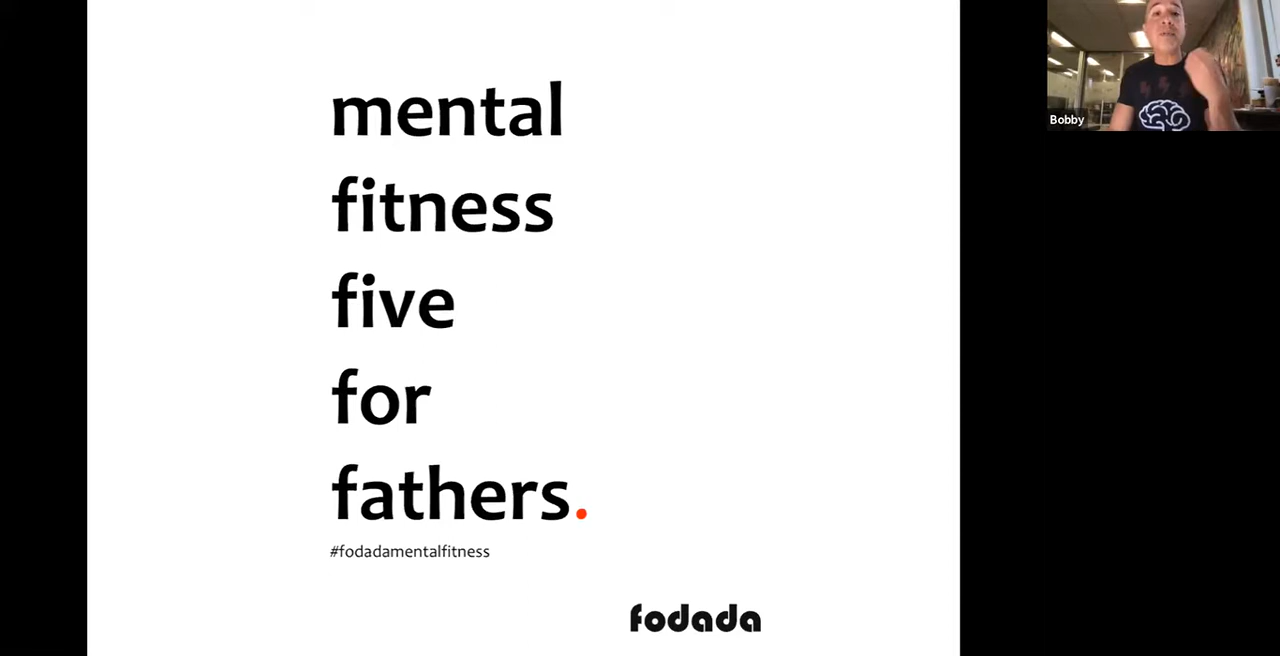 mental
fitness
five
for
fathers.
#fodadamentalfitness
fodada
Bobby